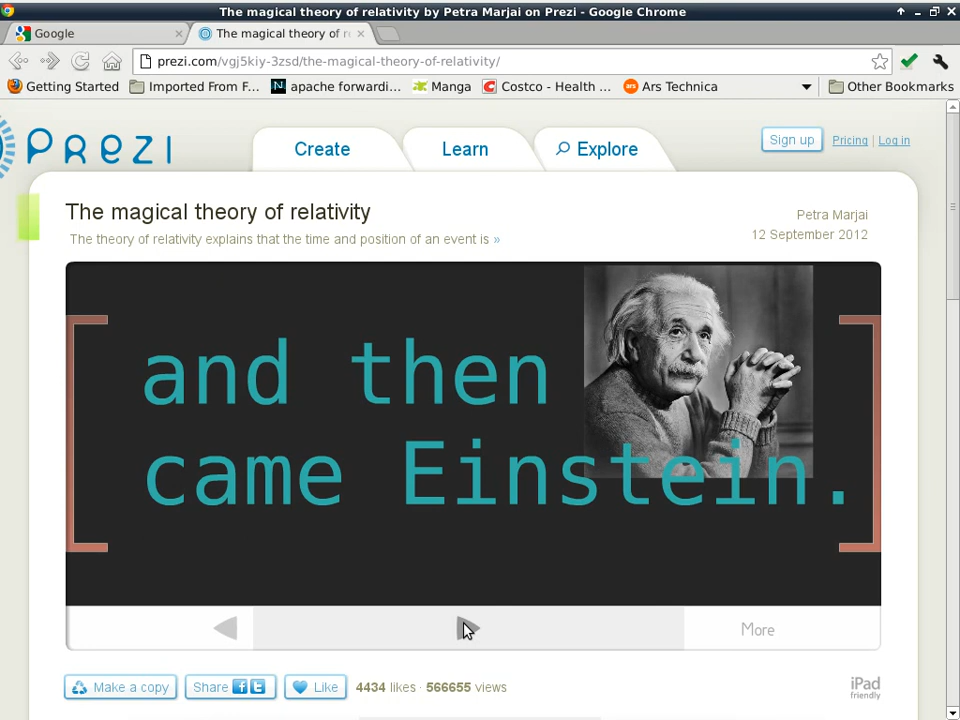 The magical theory of relativity by Petra Marjai on Prezi - Google Chrome
Google
The magical theory of r
prezi.com/vgj5kiy-3zsd/the-magical-theory-of-relativity/
Getting Started Imported From F... apache forwardi... Manga Costco - Health ... Ars Technica Other Bookmarks
PREZI
Create Learn Explore
Sign up Pricing | Log in
The magical theory of relativity
Petra Marjai
The theory of relativity explains that the time and position of an event is »
12 September 2012
and then
came Einstein.
More
Make a copy Share Like 4434 likes · 566655 views
iPad
friendly